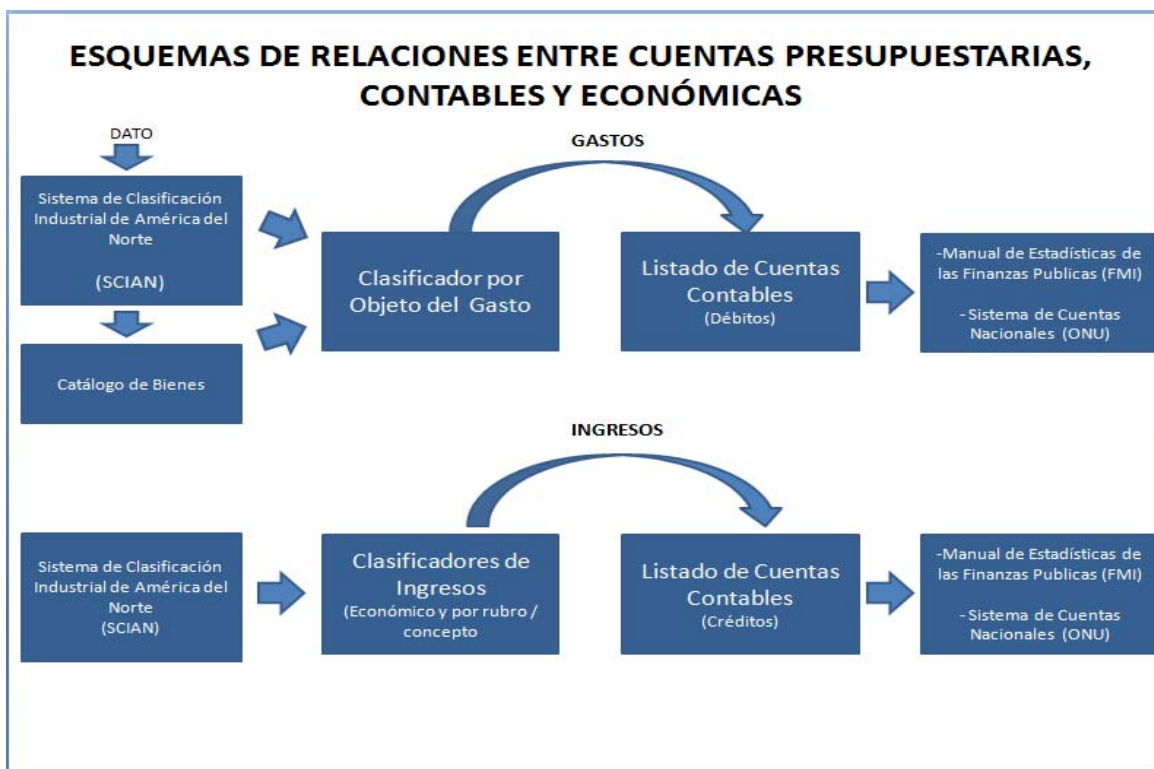 ESQUEMAS DE RELACIONES ENTRE CUENTAS PRESUPUESTARIAS,
CONTABLES Y ECONÓMICAS
DATO
GASTOS
Sistema de Clasificación
Industrial de América del
Norte
(SCIAN)
Catálogo de Bienes
Clasificador por
Objeto del Gasto
Listado de Cuentas
Contables
(Débitos)
-Manual de Estadísticas de
las Finanzas Publicas (FMI)
- Sistema de Cuentas
Nacionales (ONU)
INGRESOS
Sistema de Clasificación
Industrial de América del
Norte
(SCIAN)
Clasificadores de
Ingresos
(Económico y por rubro /
concepto
Listado de Cuentas
Contables
(Créditos)
-Manual de Estadísticas de
las Finanzas Publicas (FMI)
- Sistema de Cuentas
Nacionales (ONU)